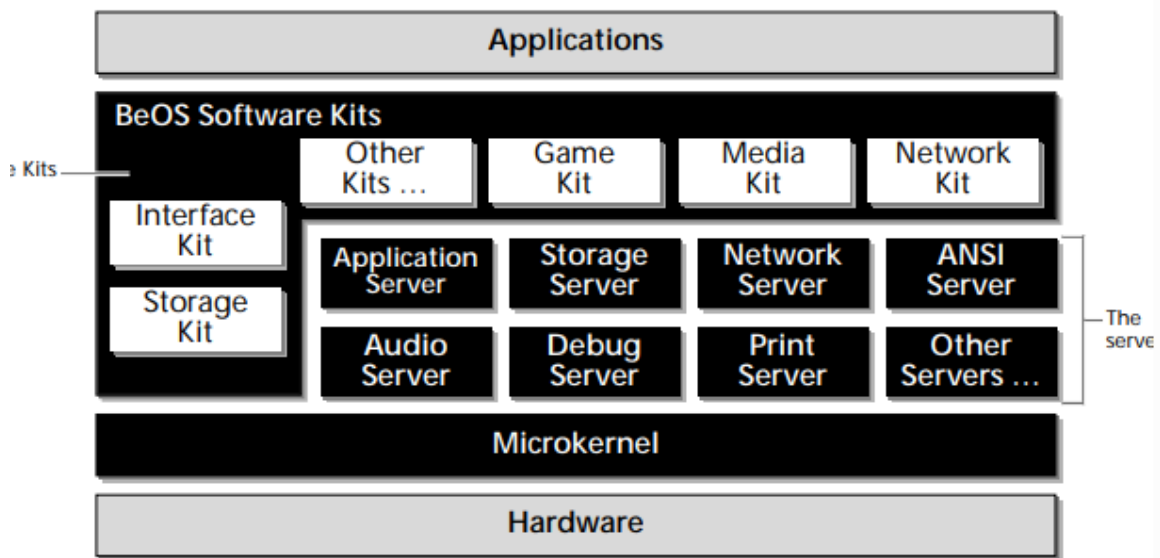 Applications
BeOS Software Kits
Other
Kits ...
Game
Kit
Media
Kit
Network
Kit
Kits
Interface
Kit
Storage
Kit
Application
Server
Storage
Server
Network
Server
ANSI
Server
Audio
Server
Debug
Server
Print
Server
Other
Servers ...
The
serve
Microkernel
Hardware